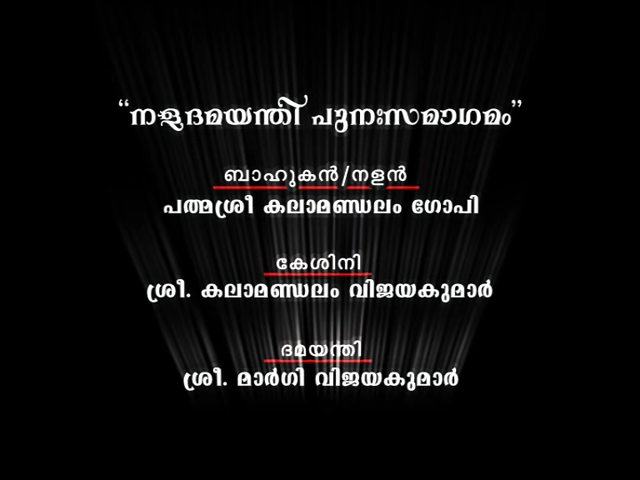 “നളദമയന്തി പുനഃസമാഗമം”
ബാഹുകൻ/നളൻ
പത്മശ്രീ കലാമണ്ഡലം ഗോപി
കേശിനി
ശ്രീ. കലാമണ്ഡലം വിജയകുമാർ
ദമയന്തി
ശ്രീ. മാർഗി വിജയകുമാർ